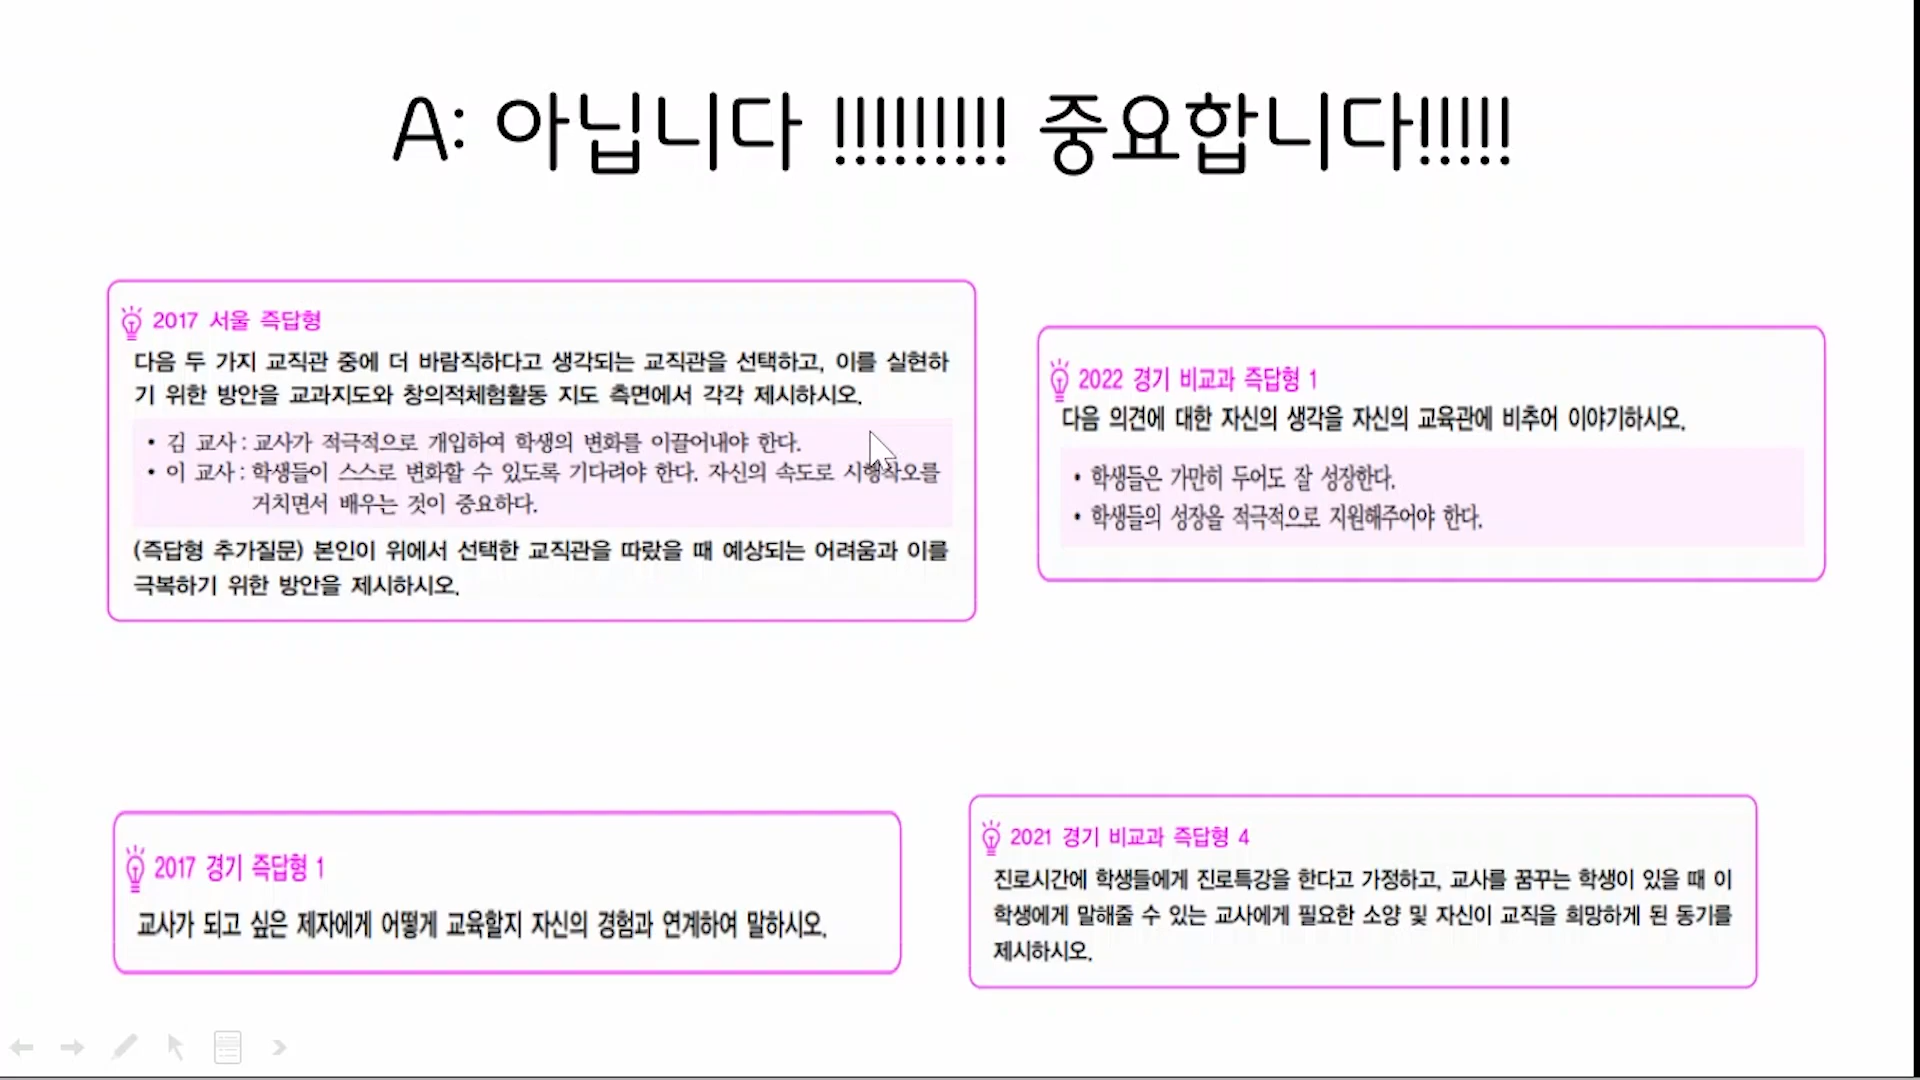 A: 아닙니다 !!!!!!!!!! 중요합니다!!!!!
2017 서울 즉답형
다음 두 가지 교직관 중에 더 바람직하다고 생각되는 교직관을 선택하고, 이를 실현하
기 위한 방안을 교과지도와 창의적체험활동 지도 측면에서 각각 제시하시오.
• 김 교사 : 교사가 적극적으로 개입하여 학생의 변화를 이끌어내야 한다.
• 이 교사 : 학생들이 스스로 변화할 수 있도록 기다려야 한다. 자신의 속도로 시행착오를
거치면서 배우는 것이 중요하다.
(즉답형 추가질문) 본인이 위에서 선택한 교직관을 따랐을 때 예상되는 어려움과 이를
극복하기 위한 방안을 제시하시오.
2022 경기 비교과 즉답형 1
다음 의견에 대한 자신의 생각을 자신의 교육관에 비추어 이야기하시오.
• 학생들은 가만히 두어도 잘 성장한다.
• 학생들의 성장을 적극적으로 지원해주어야 한다.
2017 경기 즉답형 1
교사가 되고 싶은 제자에게 어떻게 교육할지 자신의 경험과 연계하여 말하시오.
2021 경기 비교과 즉답형 4
진로시간에 학생들에게 진로특강을 한다고 가정하고, 교사를 꿈꾸는 학생이 있을 때 이
학생에게 말해줄 수 있는 교사에게 필요한 소양 및 자신이 교직을 희망하게 된 동기를
제시하시오.